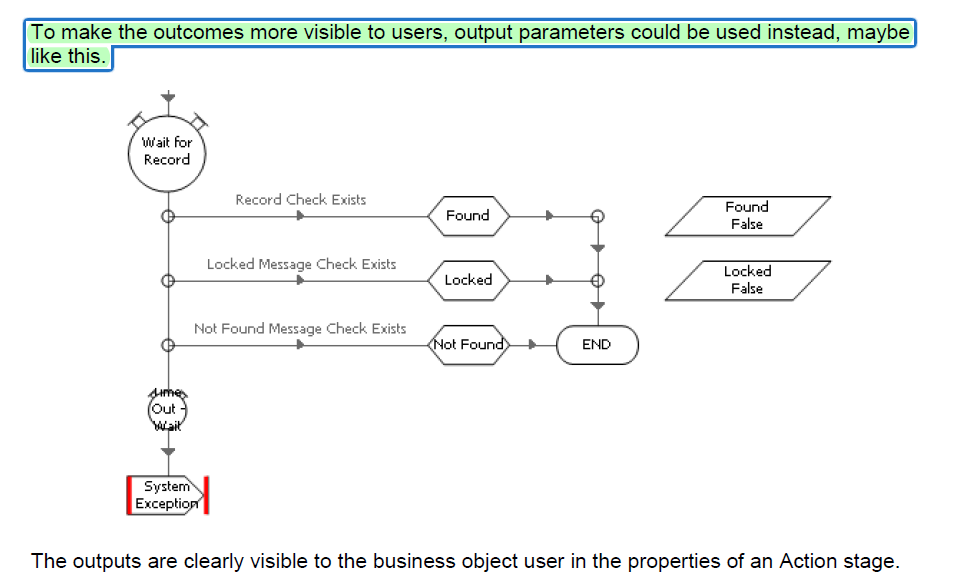 To make the outcomes more visible to users, output parameters could be used instead, maybe
like this.
Wait for
Record
Record Check Exists
Found
Found
False
Locked Message Check Exists
Locked
Locked
False
Not Found Message Check Exists
Not Found
END
Time
Out -
Wait
System
Exception
The outputs are clearly visible to the business object user in the properties of an Action stage.